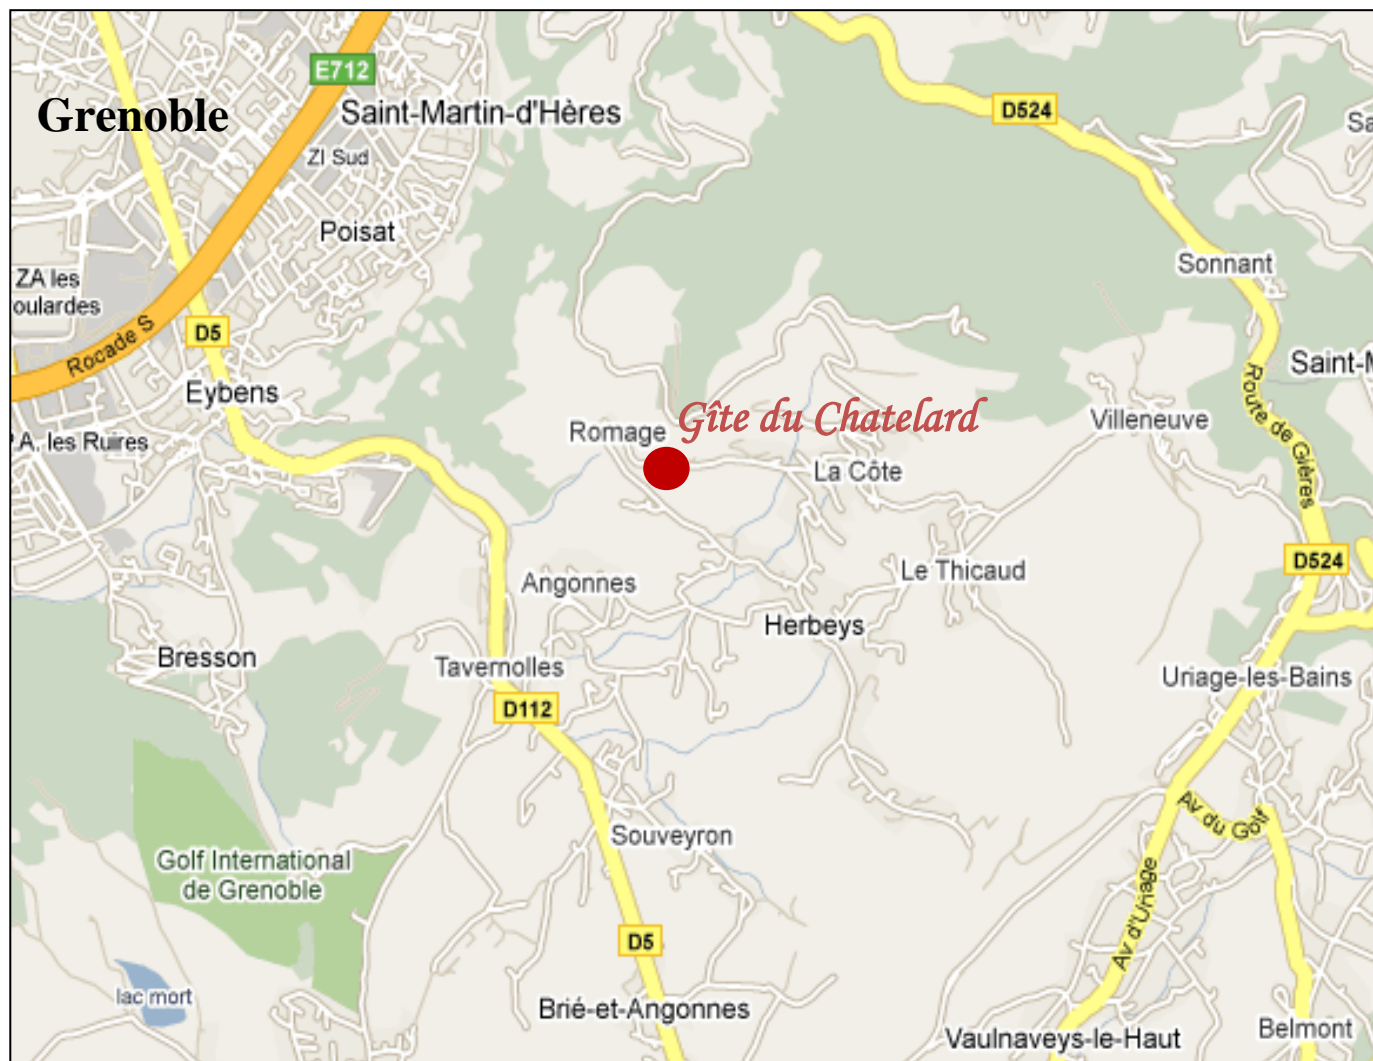 E712
D524
Grenoble
Saint-Martin-d'Hères
Sa
ZI Sud
Poisat
Sonnant
ZA les
oulardes
D5
Rocade S
Saint-M
Eybens
Route de Gières
Gîte du Chatelard
Villeneuve
Romage
P.A. les Ruires
La Côte
D524
Le Thicaud
Angonnes
Herbeys
Bresson
Tavernolles
Uriage-les-Bains
D112
Av du Golf
Souveyron
Golf International
de Grenoble
Av d'Uriage
D5
lac mort
Brié-et-Angonnes
Vaulnaveys-le-Haut
Belmont